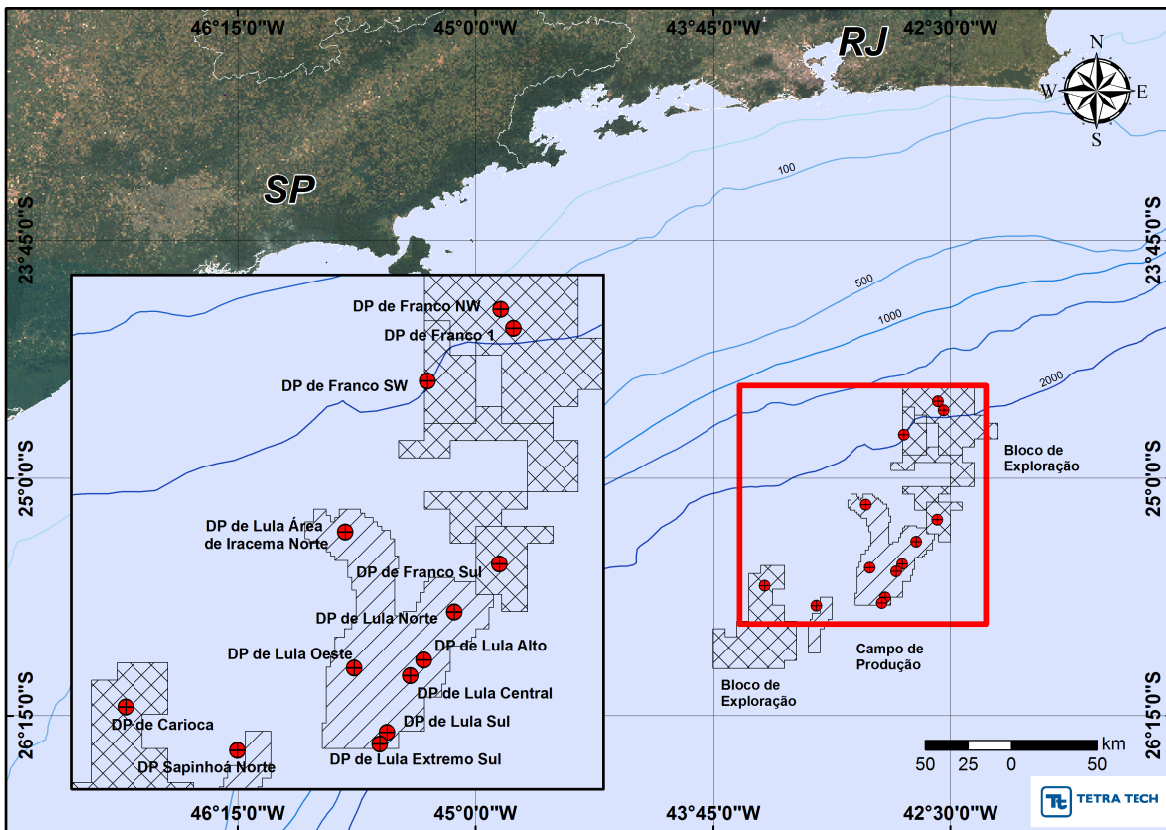 46°15'0"W
45°0'0"W
43°45'0"W
42°30'0"W
RJ
N
W
E
S
100
SP
23°45'0"S
23°45'0"S
500
1000
2000
DP de Franco NW
DP de Franco 1
DP de Franco SW
Bloco de
Exploração
25°0'0"S
25°0'0"S
DP de Lula Área
de Iracema Norte
DP de Franco Sul
DP de Lula Norte
DP de Lula Alto
DP de Lula Oeste
DP de Lula Central
DP de Carioca
DP de Lula Sul
DP de Lula Extremo Sul
DP Sapinhoá Norte
Campo de
Produção
Bloco de
Exploração
26°15'0"S
26°15'0"S
km
50 25 0 50
Tt TETRA TECH
46°15'0"W
45°0'0"W
43°45'0"W
42°30'0"W